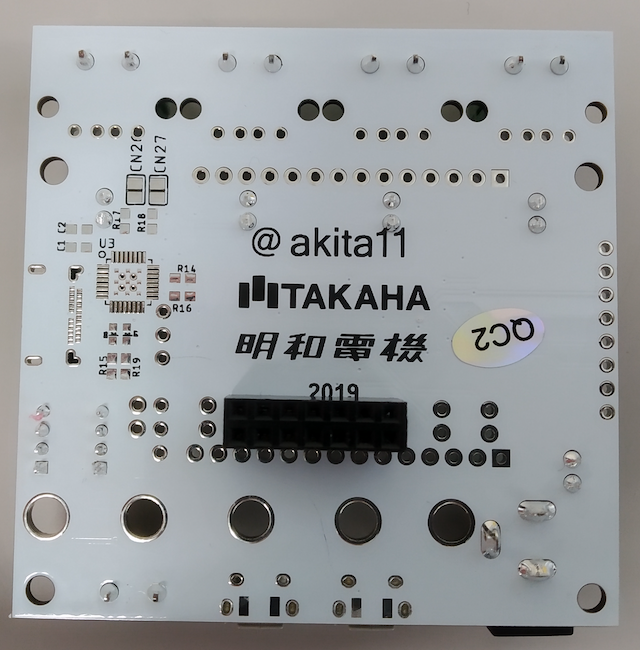 CN26
CN27
C2
C1
R17
R18
U3
@akita11
R14
TAKAHA
R16
明和電機
QC2
R15
R19
2019